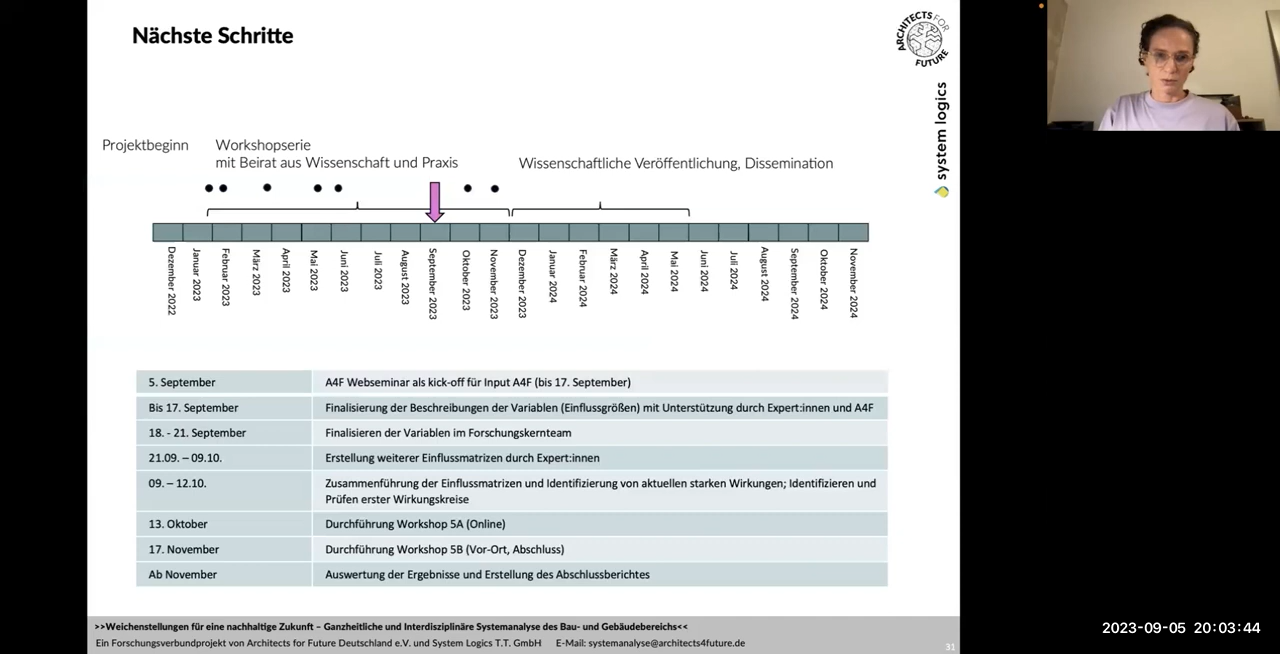 Nächste Schritte
ARCHITECTS FOR FUTURE
system logics
Projektbeginn
Workshopserie
mit Beirat aus Wissenschaft und Praxis
Wissenschaftliche Veröffentlichung, Dissemination
Dezember 2022
Januar 2023
Februar 2023
März 2023
April 2023
Mai 2023
Juni 2023
Juli 2023
August 2023
September 2023
Oktober 2023
November 2023
Dezember 2023
Januar 2024
Februar 2024
März 2024
April 2024
Mai 2024
Juni 2024
Juli 2024
August 2024
September 2024
Oktober 2024
November 2024
5. September A4F Webseminar als kick-off für Input A4F (bis 17. September)
Bis 17. September Finalisierung der Beschreibungen der Variablen (Einflussgrößen) mit Unterstützung durch Expert:innen und A4F
18. - 21. September Finalisieren der Variablen im Forschungskernteam
21.09. – 09.10. Erstellung weiterer Einflussmatrizen durch Expert:innen
09. – 12.10. Zusammenführung der Einflussmatrizen und Identifizierung von aktuellen starken Wirkungen; Identifizieren und
Prüfen erster Wirkungskreise
13. Oktober Durchführung Workshop 5A (Online)
17. November Durchführung Workshop 5B (Vor-Ort, Abschluss)
Ab November Auswertung der Ergebnisse und Erstellung des Abschlussberichtes
>>Weichenstellungen für eine nachhaltige Zukunft – Ganzheitliche und Interdisziplinäre Systemanalyse des Bau- und Gebäudebereichs<<
Ein Forschungsverbundprojekt von Architects for Future Deutschland e.V. und System Logics T.T. GmbH E-Mail: systemanalyse@architects4future.de
31
2023-09-05 20:03:44